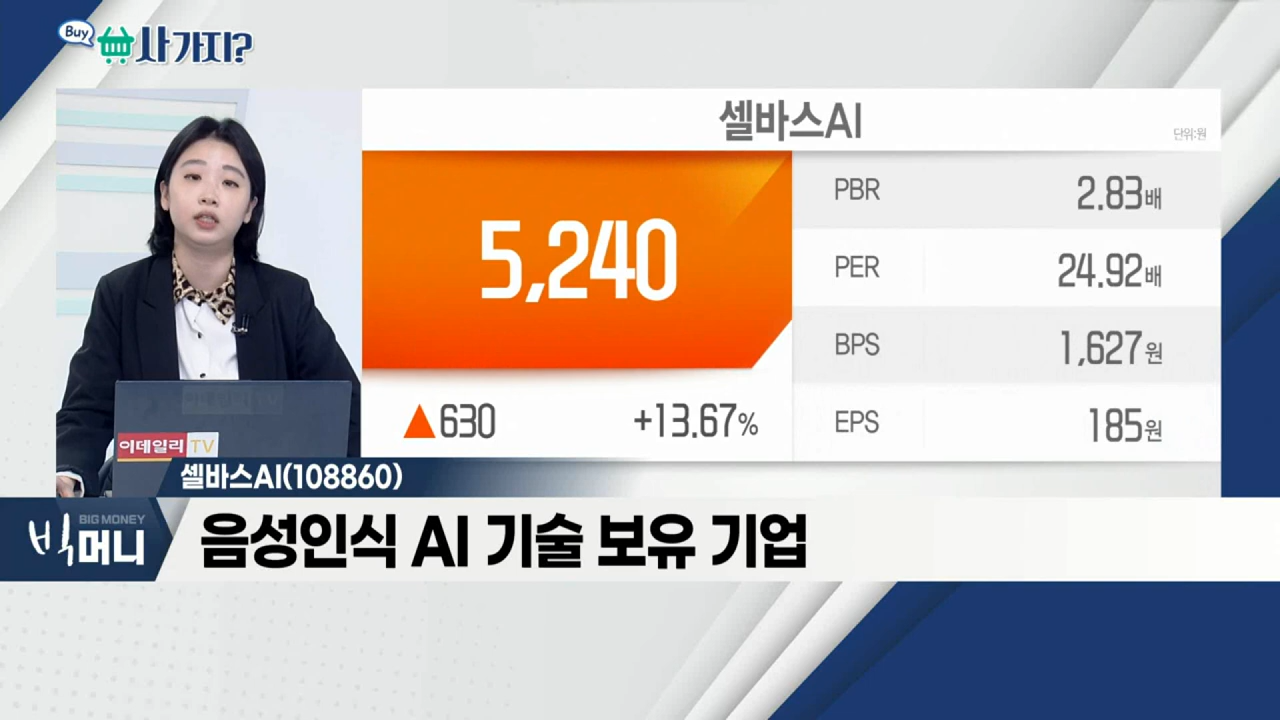 Buy
사가지?
셀바스AI
단위:원
5,240
▲630 +13.67%
PBR 2.83배
PER 24.92배
BPS 1,627원
EPS 185원
이데일리 TV
셀바스AI(108860)
BIG MONEY
빅머니
음성인식 AI 기술 보유 기업